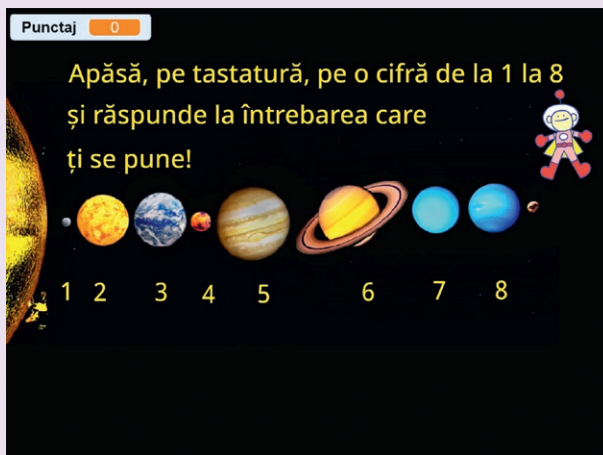 Punctaj 0
Apăsă, pe tastatură, pe o cifră de la 1 la 8
și răspunde la întrebarea care
ți se pune!
1 2 3 4 5 6 7 8